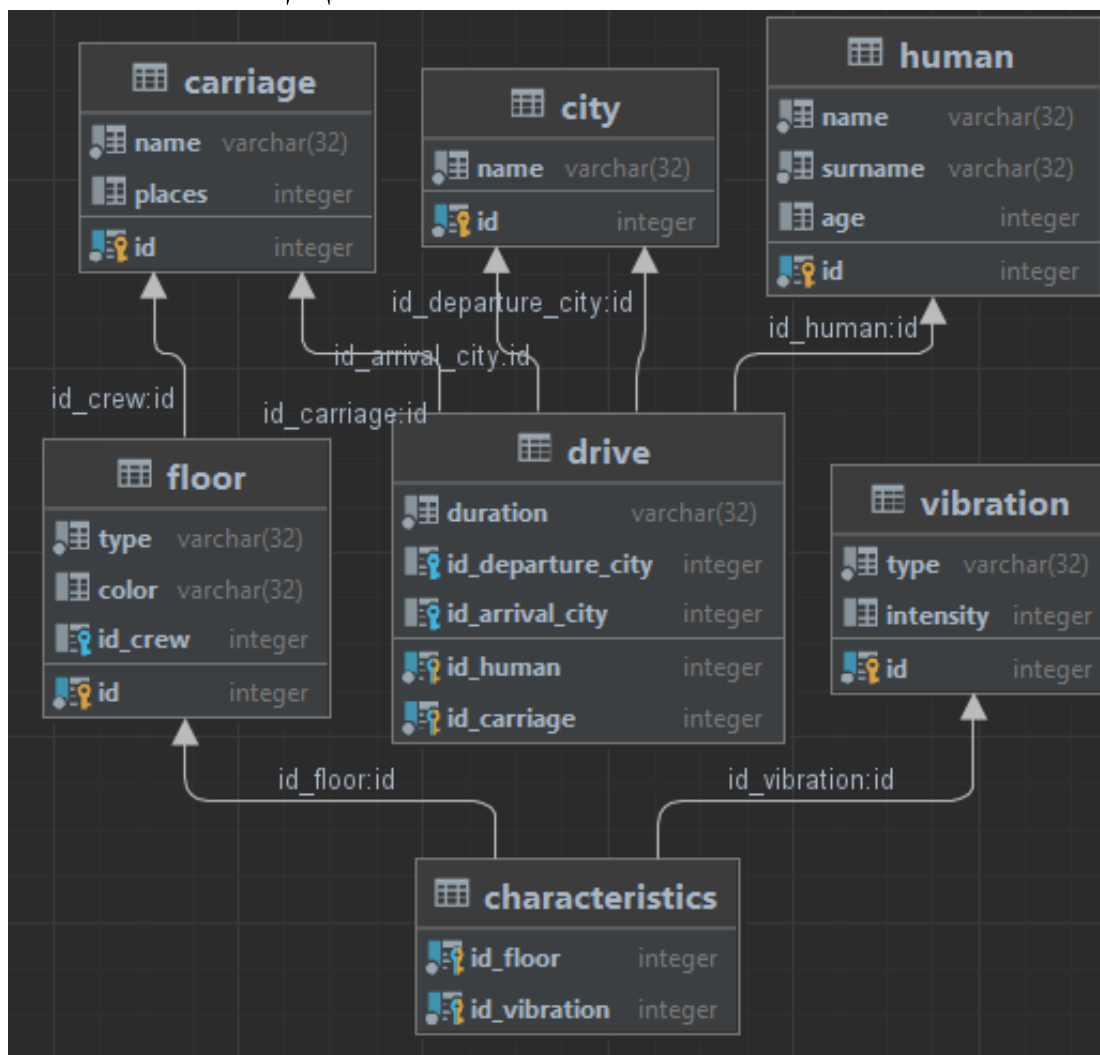 carriage
name varchar(32)
places integer
id integer
city
name varchar(32)
id integer
human
name varchar(32)
surname varchar(32)
age integer
id integer
id_departure_city:id
id_human:id
id_arrival_city:id
id_crew:id
id_carriage:id
floor
type varchar(32)
color varchar(32)
id_crew integer
id integer
drive
duration varchar(32)
id_departure_city integer
id_arrival_city integer
id_human integer
id_carriage integer
vibration
type varchar(32)
intensity integer
id integer
id_floor:id
id_vibration:id
characteristics
id_floor integer
id_vibration integer